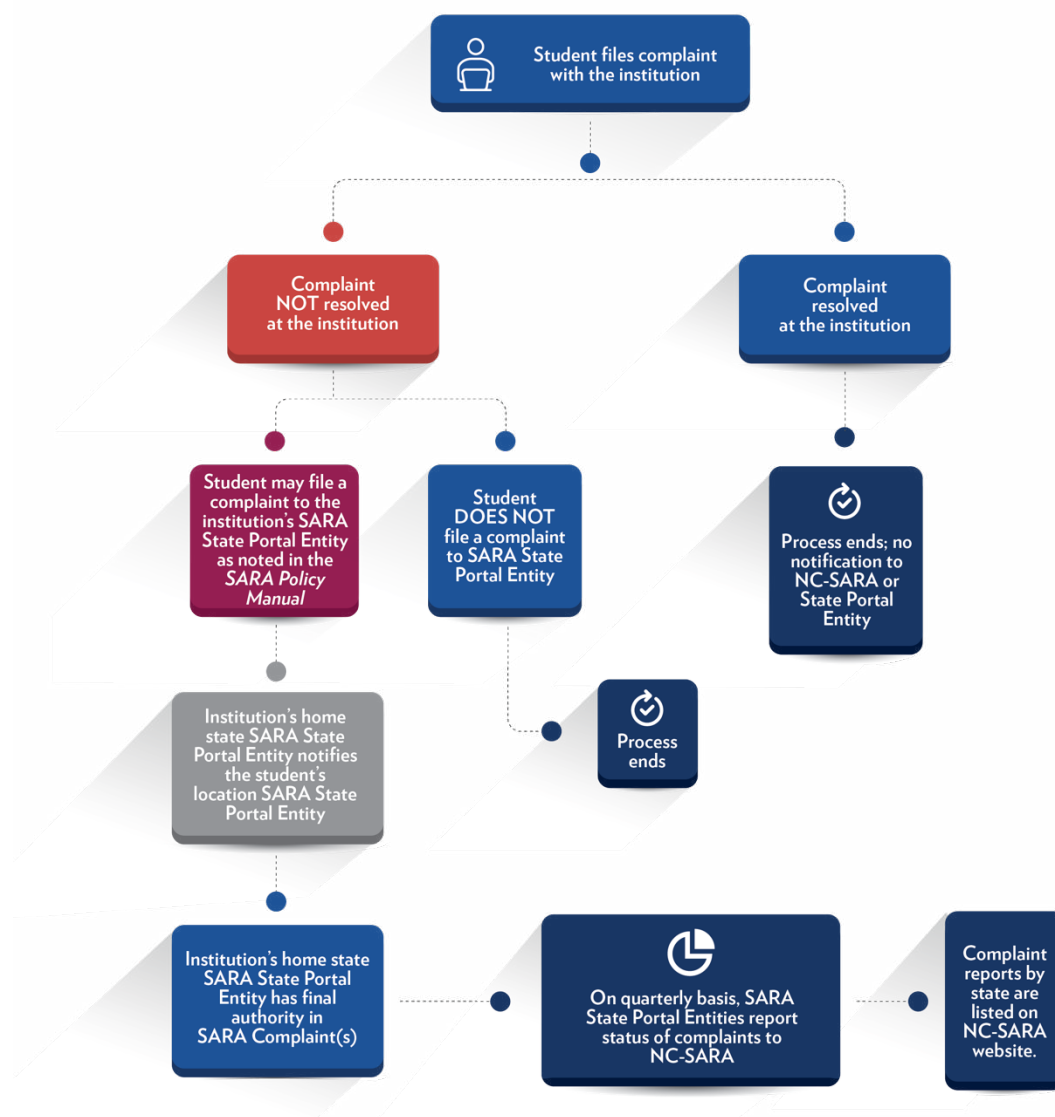 Student files complaint
with the institution
Complaint
NOT resolved
at the institution
Complaint
resolved
at the institution
Student may file a
complaint to the
institution's SARA
State Portal Entity
as noted in the
SARA Policy
Manual
Student
DOES NOT
file a complaint
to SARA State
Portal Entity
Process ends; no
notification to
NC-SARA or
State Portal
Entity
Institution's home
state SARA State
Portal Entity notifies
the student's
location SARA State
Portal Entity
Process
ends
Institution's home state
SARA State Portal
Entity has final
authority in
SARA Complaint(s)
On quarterly basis, SARA
State Portal Entities report
status of complaints to
NC-SARA
Complaint
reports by
state are
listed on
NC-SARA
website.